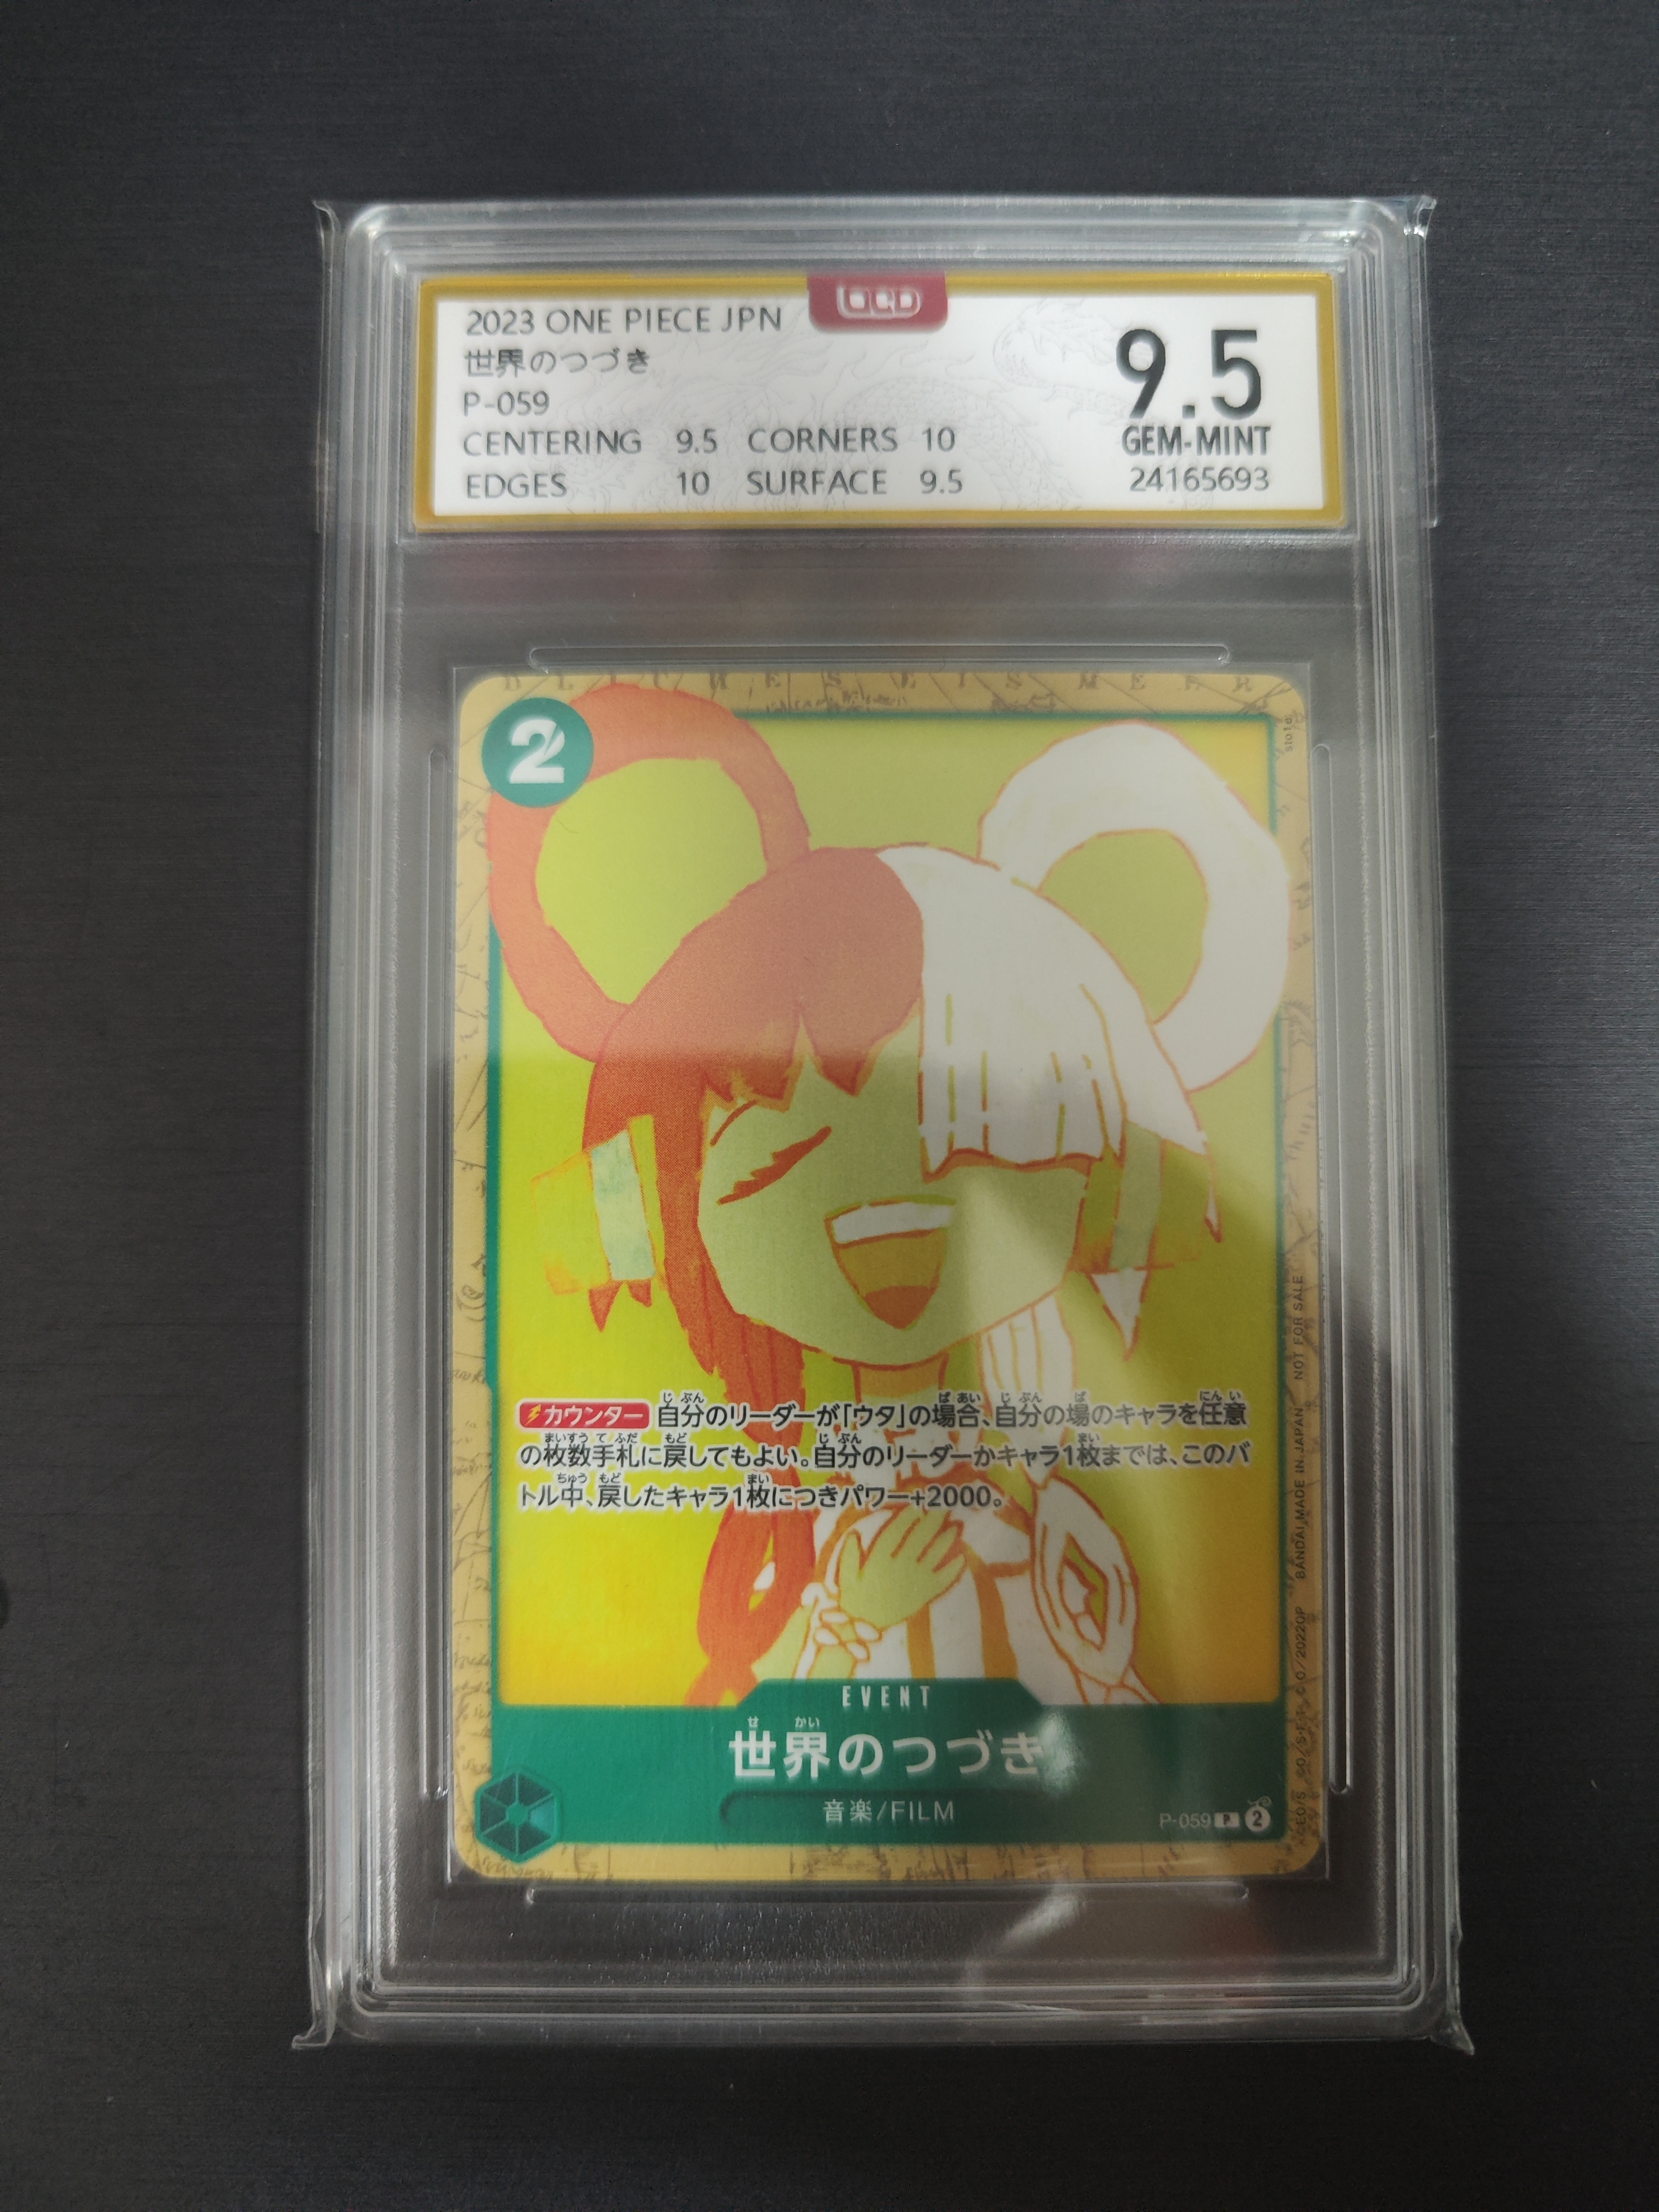 2023 ONE PIECE JPN
世界のつづき
P-059
CENTERING 9.5 CORNERS 10
EDGES 10 SURFACE 9.5
9.5
GEM-MINT
24165693
2
カウンター 自分のリーダーが「ウタ」の場合、自分の場のキャラを任意
の枚数手札に戻してもよい。自分のリーダーかキャラ1枚までは、このバ
トル中、戻したキャラ1枚につきパワー+2000。
EVENT
世界のつづき
音楽/FILM
P-059 P 2
BANDAI,MADE IN JAPAN NOT FOR SALE